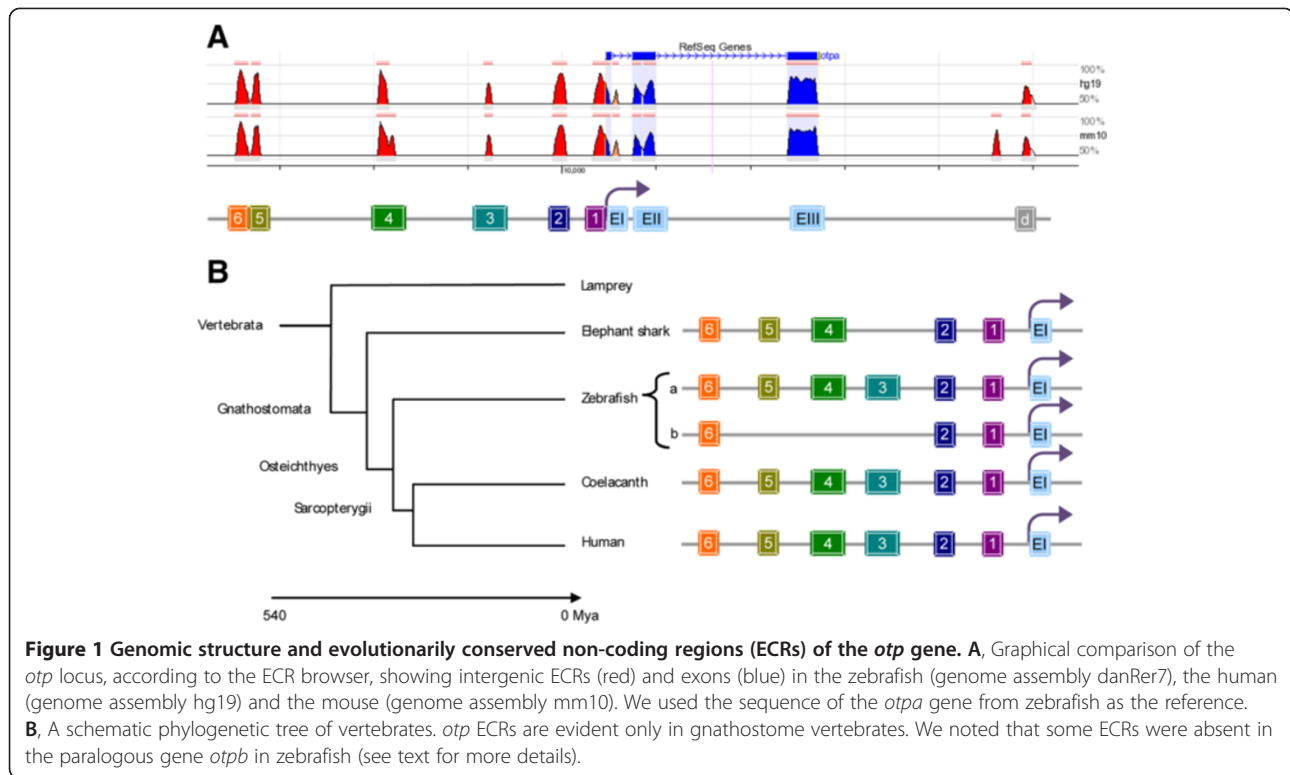 A
RefSeq Genes
otpa
100%
hg19
50%
100%
mm10
50%
10,000
6 5 4 3 2 1 EI EII EIII d
B
Lamprey
Vertebrata
Elephant shark
6 5 4 2 1 EI
Gnathostomata
Zebrafish
a 6 5 4 3 2 1 EI
b 6 2 1 EI
Osteichthyes
Coelacanth
6 5 4 3 2 1 EI
Sarcopterygii
Human
6 5 4 3 2 1 EI
540 0 Mya
Figure 1 Genomic structure and evolutionarily conserved non-coding regions (ECRs) of the otp gene. A, Graphical comparison of the
otp locus, according to the ECR browser, showing intergenic ECRs (red) and exons (blue) in the zebrafish (genome assembly danRer7), the human
(genome assembly hg19) and the mouse (genome assembly mm10). We used the sequence of the otpa gene from zebrafish as the reference.
B, A schematic phylogenetic tree of vertebrates. otp ECRs are evident only in gnathostome vertebrates. We noted that some ECRs were absent in
the paralogous gene otpb in zebrafish (see text for more details).